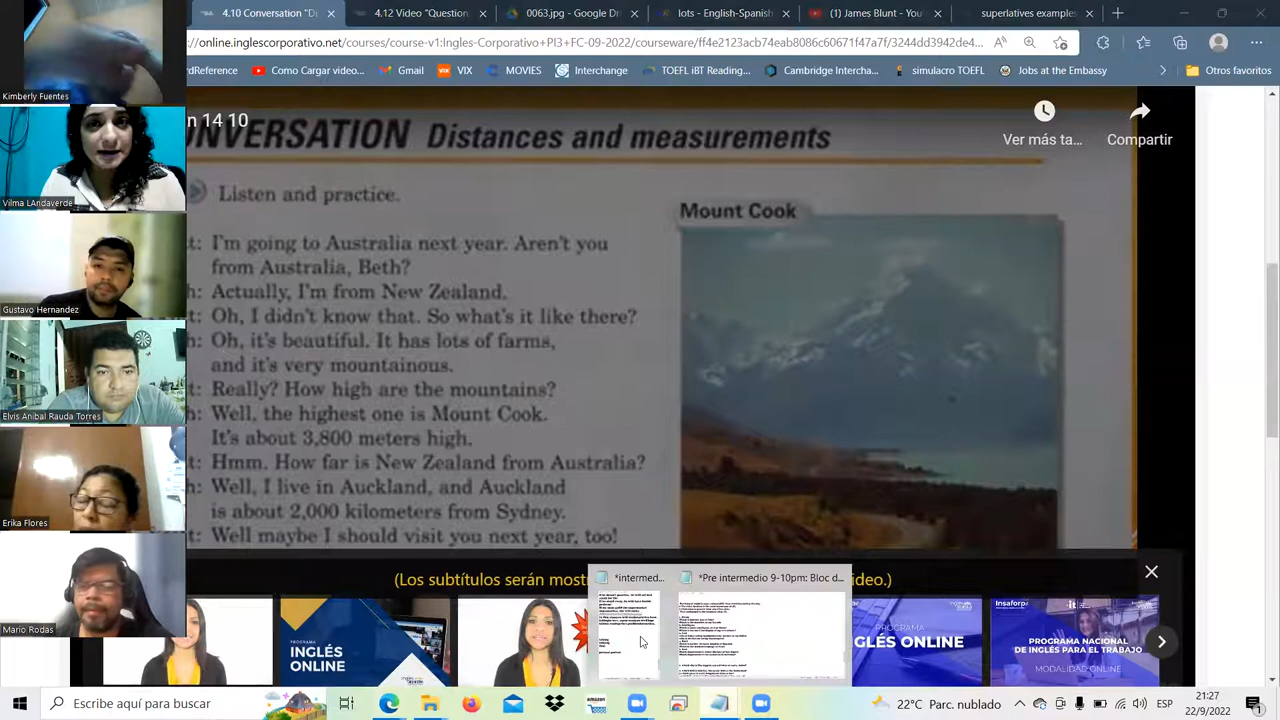 4.10 Conversation "Di
4.12 Video "Question
0063.jpg - Google Dr
lots - English-Spanish
(1) James Blunt - You
superlatives examples
//online.inglescorporativo.net/courses/course-v1:Ingles-Corporativo+PI3+FC-09-2022/courseware/ff4e2123acb74eab8086c60671f47a778244dd3942de4...
rdReference
Como Cargar video...
Gmail
VIX
MOVIES
Interchange
TOEFL iBT Reading...
Cambridge Intercha...
simulacro TOEFL
Jobs at the Embassy
Otros favoritos
Kimberly Fuentes
Vilma LAndaverde
Gustavo Hernandez
Elvis Anibal Rauda Torres
Erika Flores
Mario Rodas
n 14 10
NVERSATION Distances and measureme
Ver más ta...
Compartir
Listen and practice.
Mount Cook
t: I'm going to Australia next year. Aren't you
from Australia, Beth?
h: Actually, I'm from New Zealand.
t: Oh, I didn't know that. So what's it like there?
h: Oh, it's beautiful. It has lots of farms,
and it's very mountainous.
t: Really? How high are the mountains?
h: Well, the highest one is Mount Cook.
It's about 3,800 meters high.
t: Hmm. How far is New Zealand from Australia?
h: Well, I live in Auckland, and Auckland
is about 2,000 kilometers from Sydney.
t: Well maybe I should visit you next year, too!
(Los subtítulos serán most
ideo.)
*intermed...
*Pre intermedio 9-10pm: Bloc d...
PROGRAMA
INGLÉS
ONLINE
PROGRAMA
LES ONLINE
Insaforp
PROGRAMA NACIO
DE INGLÉS PARA EL T
MODALIDAD ONL
Escribe aquí para buscar
22°C Parc. nublado
ESP
21:27
22/9/2022